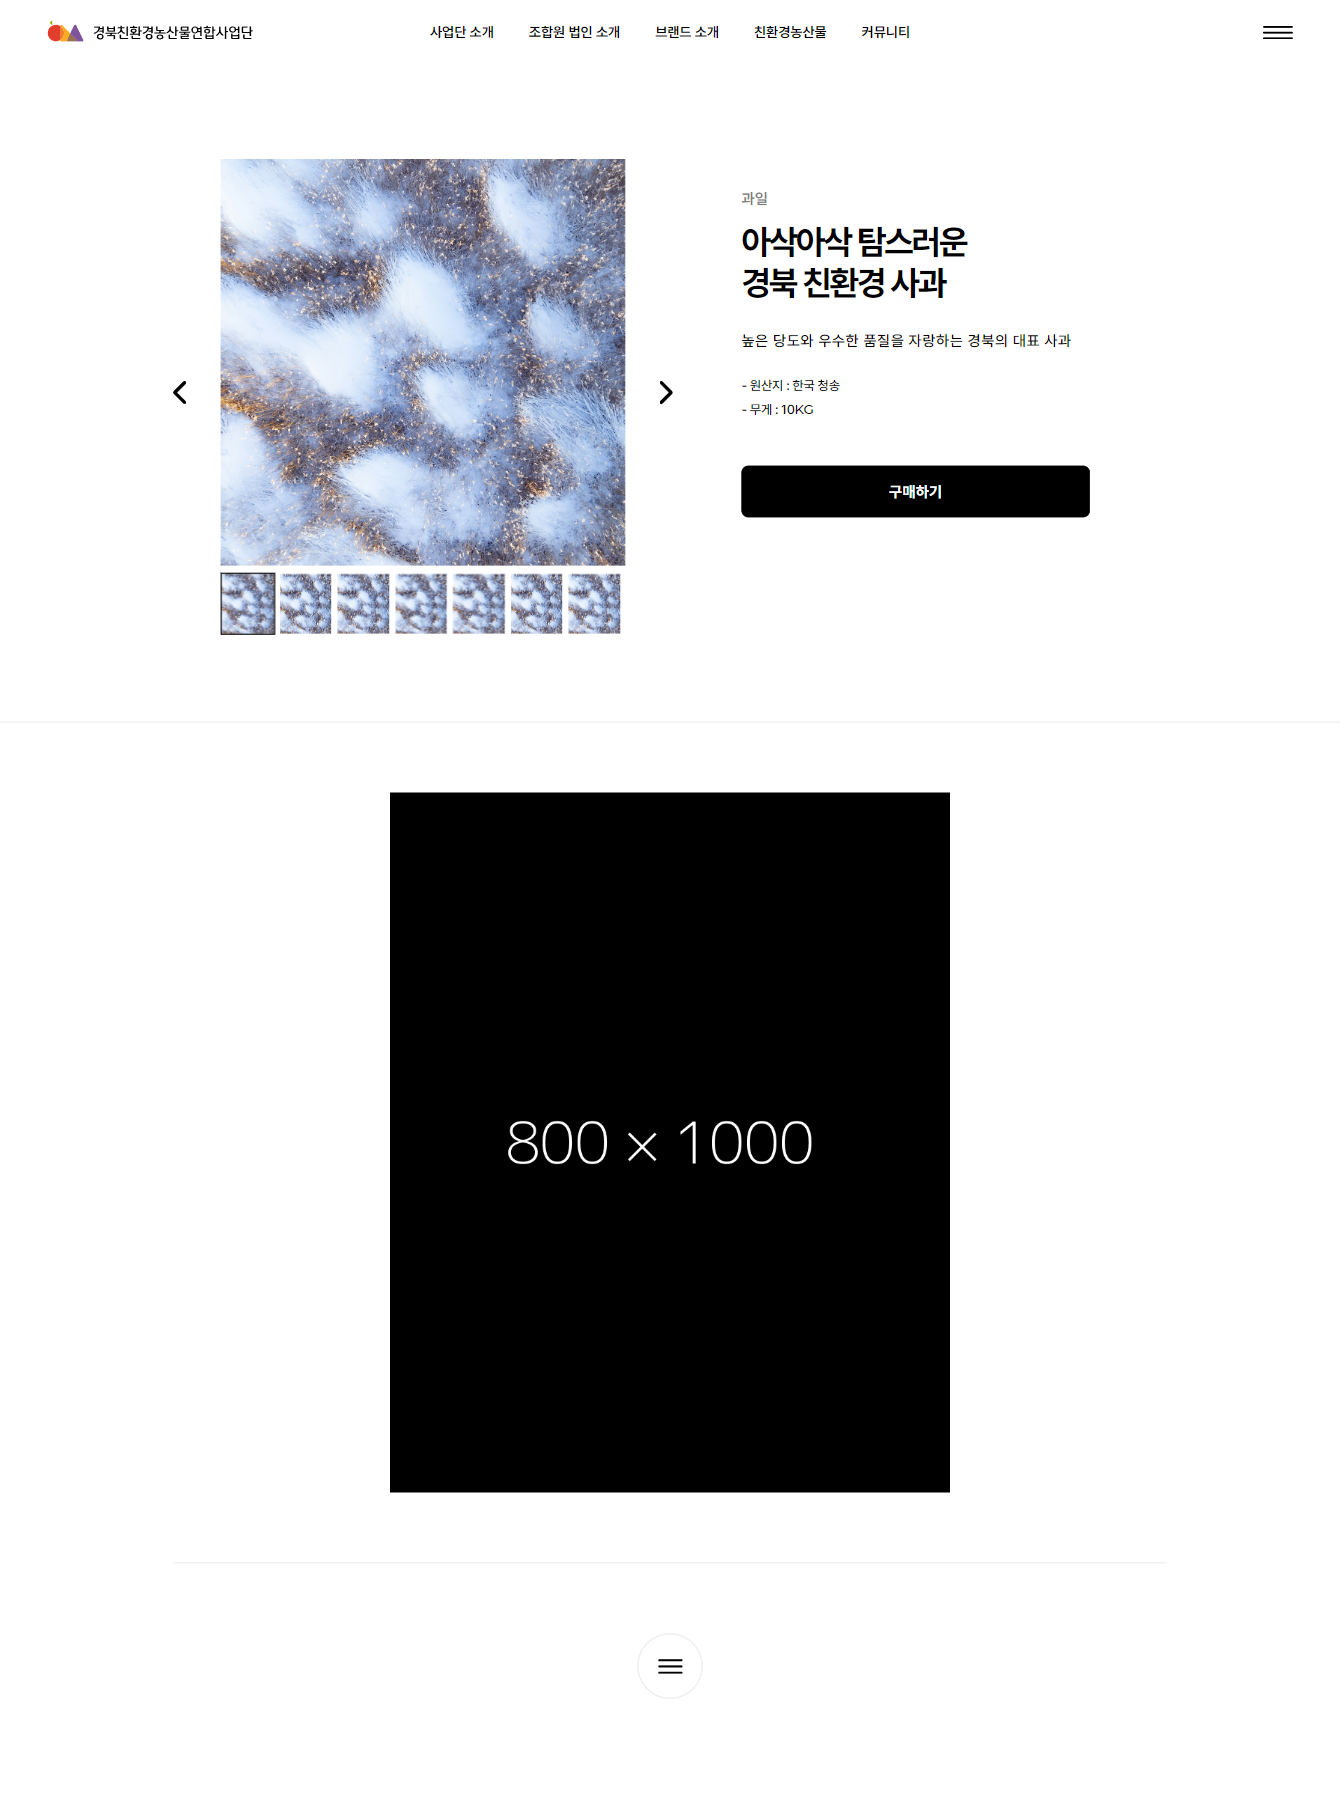 경북친환경농산물연합사업단
사업단 소개
조합원 법인 소개
브랜드 소개
친환경농산물
커뮤니티
과일
아삭아삭 탐스러운
경북 친환경 사과
높은 당도와 우수한 품질을 자랑하는 경북의 대표 사과
- 원산지 : 한국 청송
- 무게 : 10KG
구매하기
800 × 1000